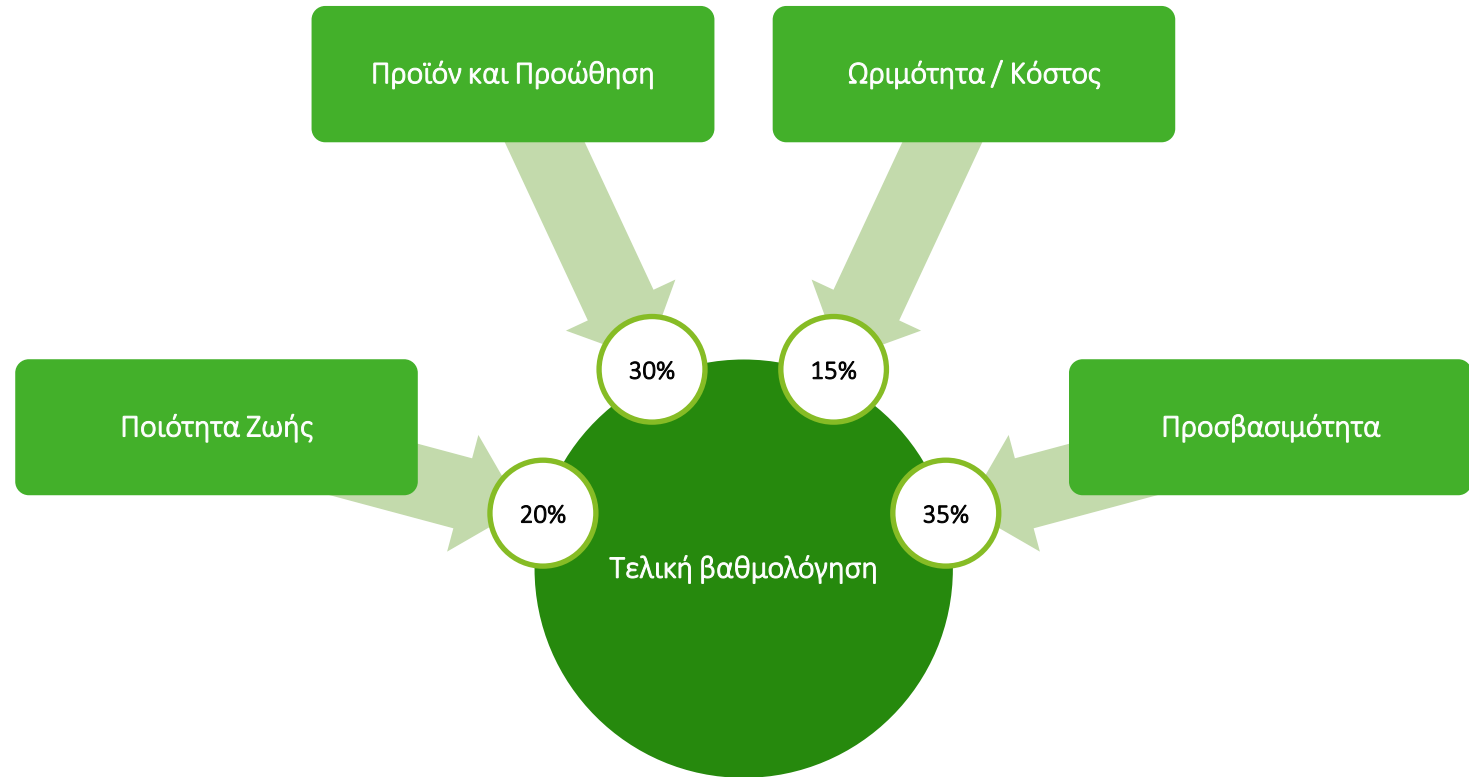 Προϊόν και Προώθηση
Ωριμότητα / Κόστος
30%
15%
Ποιότητα Ζωής
Προσβασιμότητα
20%
35%
Τελική βαθμολόγηση